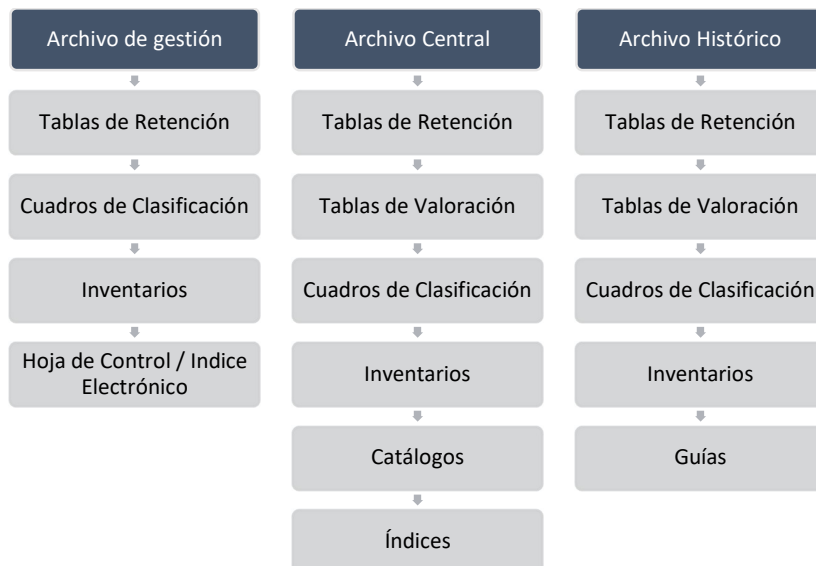 Archivo de gestión
Tablas de Retención
Cuadros de Clasificación
Inventarios
Hoja de Control / Indice
Electrónico
Archivo Central
Tablas de Retención
Tablas de Valoración
Cuadros de Clasificación
Inventarios
Catálogos
Índices
Archivo Histórico
Tablas de Retención
Tablas de Valoración
Cuadros de Clasificación
Inventarios
Guías